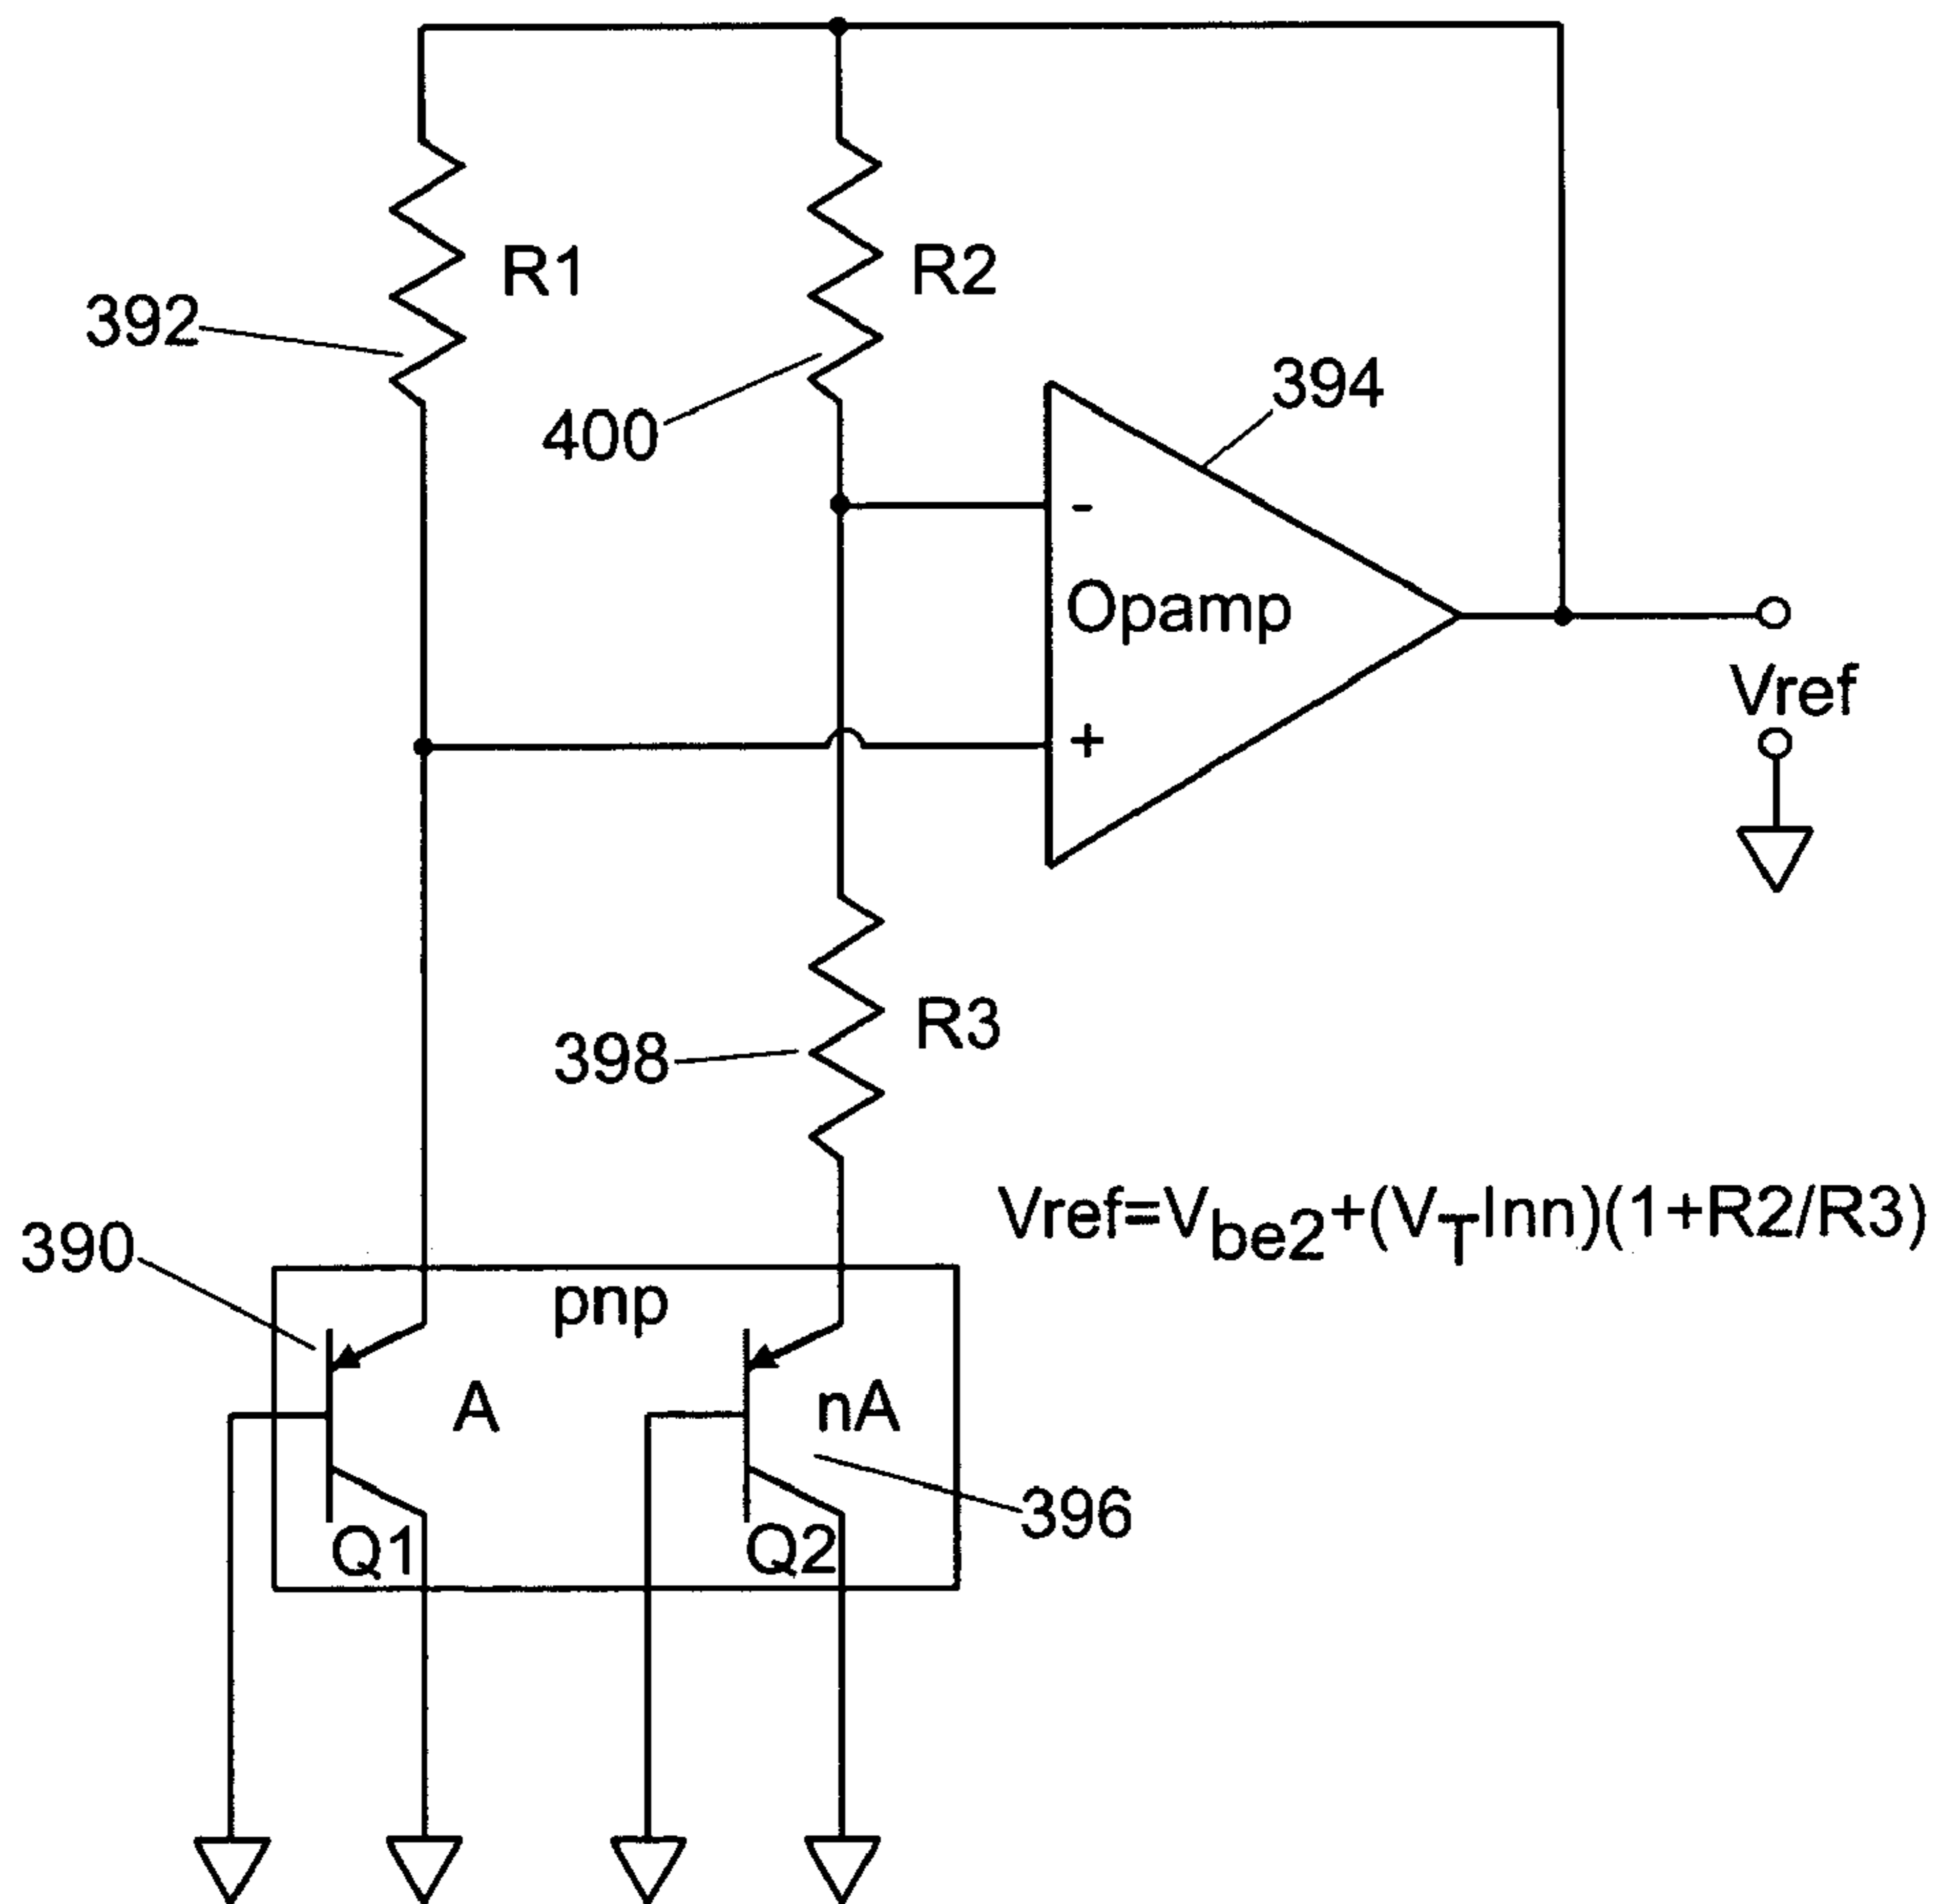 R1
R2
392
400
394
-
Opamp
+
Vref
R3
398
Vref=Vbe2+(VTlnn)(1+R2/R3)
390
pnp
A
nA
396
Q1
Q2